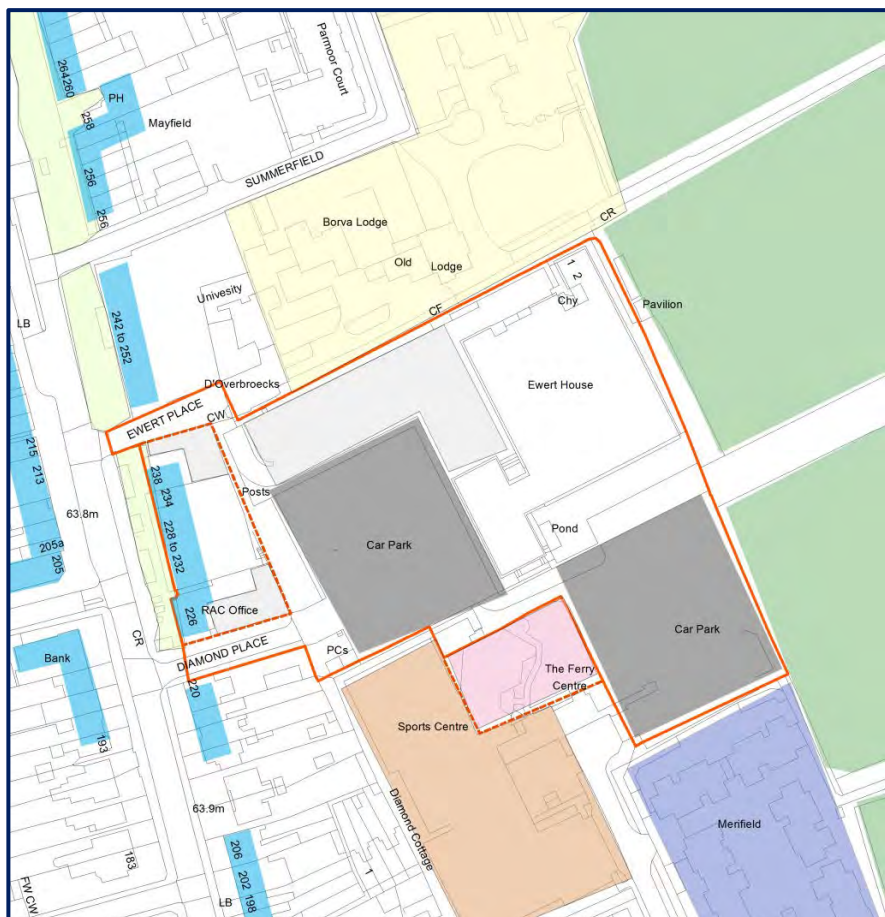 264
260
PH
258
Mayfield
256
256
Parmoor Court
SUMMERFIELD
Borva Lodge
Old
Lodge
CR
Univesity
LB
242 to 252
CF
1
2
Chy
Pavilion
D'Overbroecks
Ewert House
EWERT PLACE
CW
215
213
238
234
Posts
63.8m
228 to 232
Car Park
Pond
205a
205
RAC Office
226
CR
DIAMOND PLACE
PCs
Car Park
Bank
220
The Ferry
Centre
Sports Centre
193
63.9m
Diamond Cottage
Merifield
183
206
202
198
1
LB
FW CW